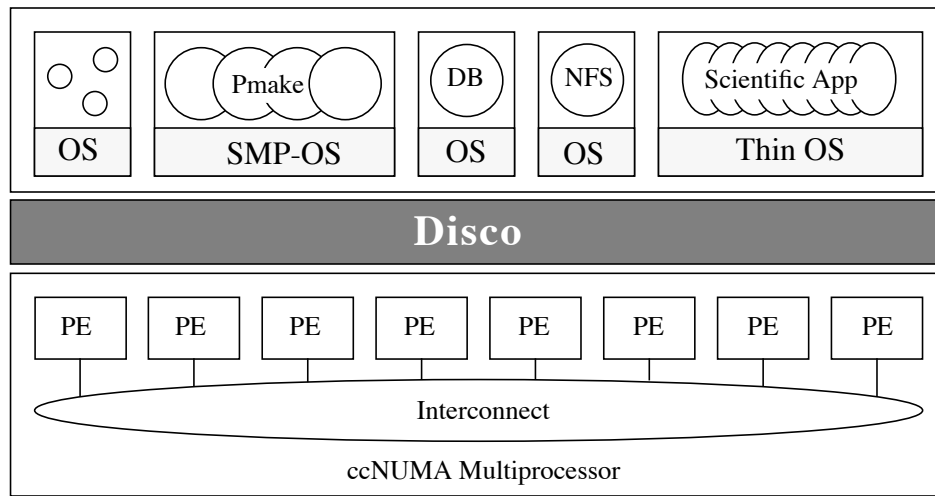 Pmake
DB
NFS
Scientific App
OS
SMP-OS
OS
OS
Thin OS
Disco
PE
PE
PE
PE
PE
PE
PE
PE
Interconnect
ccNUMA Multiprocessor